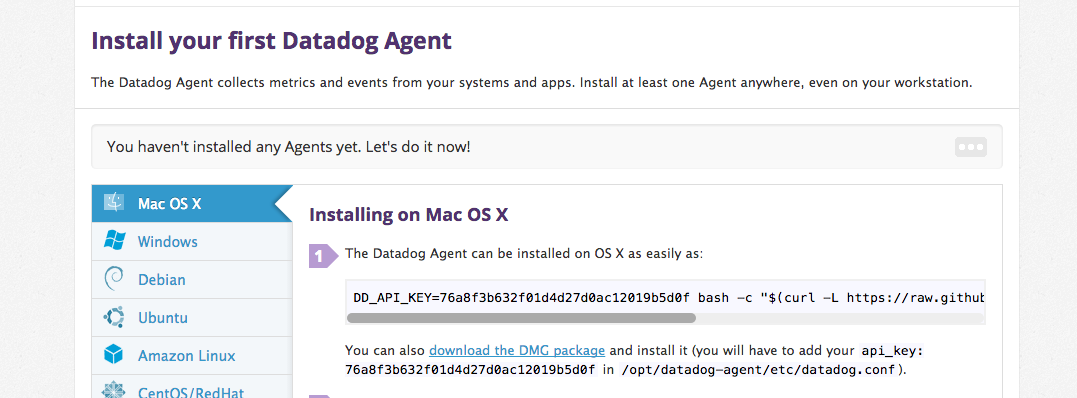 Install your first Datadog Agent
The Datadog Agent collects metrics and events from your systems and apps. Install at least one Agent anywhere, even on your workstation.
You haven't installed any Agents yet. Let's do it now!
Mac OS X
Windows
Debian
Ubuntu
Amazon Linux
CentOS/RedHat
Installing on Mac OS X
1 The Datadog Agent can be installed on OS X as easily as:
DD_API_KEY=76a8f3b632f01d4d27d0ac12019b5d0f bash -c "$(curl -L https://raw.github
You can also download the DMG package and install it (you will have to add your api_key:
76a8f3b632f01d4d27d0ac12019b5d0f in /opt/datadog-agent/etc/datadog.conf).